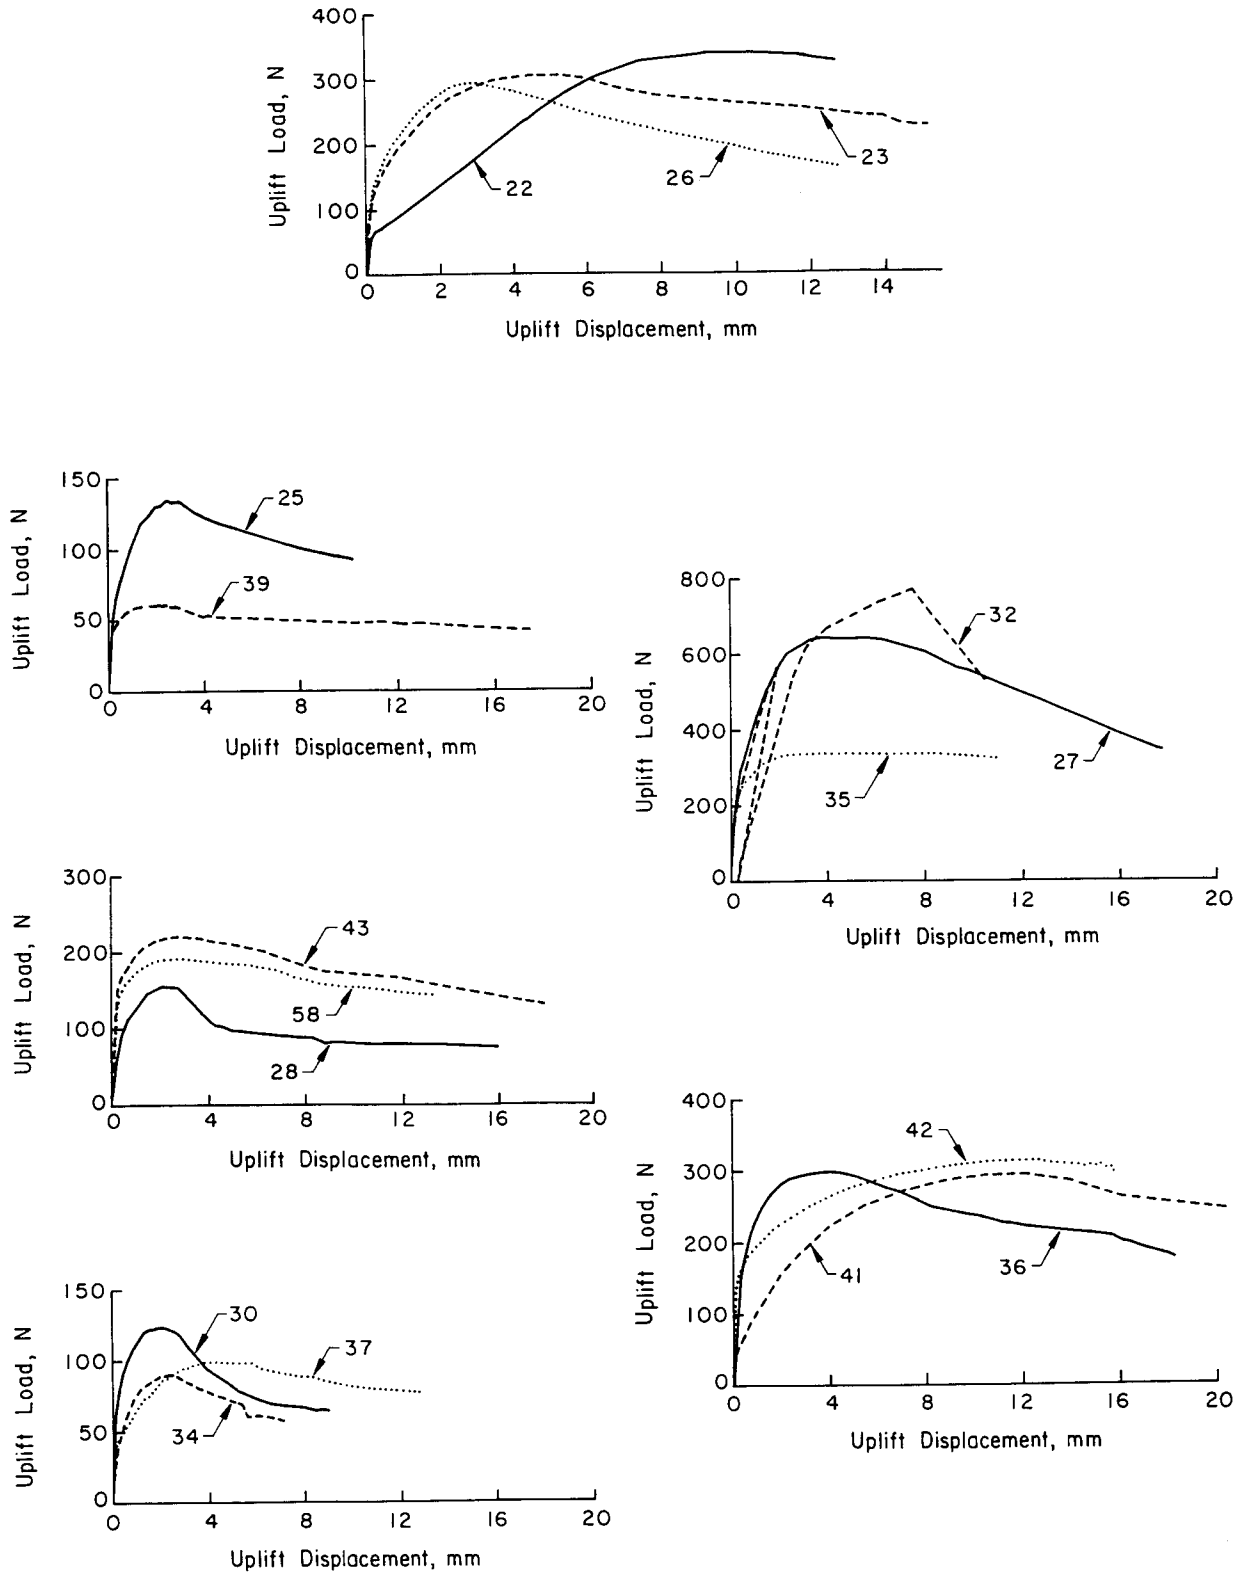 400
300
200
100
0
Uplift Load, N
22
23
26
0 2 4 6 8 10 12 14
Uplift Displacement, mm
150
100
50
0
Uplift Load, N
25
39
0 4 8 12 16 20
Uplift Displacement, mm
800
600
400
200
0
Uplift Load, N
32
27
35
0 4 8 12 16 20
Uplift Displacement, mm
300
200
100
0
Uplift Load, N
43
58
28
0 4 8 12 16 20
Uplift Displacement, mm
400
300
200
100
0
Uplift Load, N
42
41
36
0 4 8 12 16 20
Uplift Displacement, mm
150
100
50
0
Uplift Load, N
30
37
34
0 4 8 12 16 20
Uplift Displacement, mm